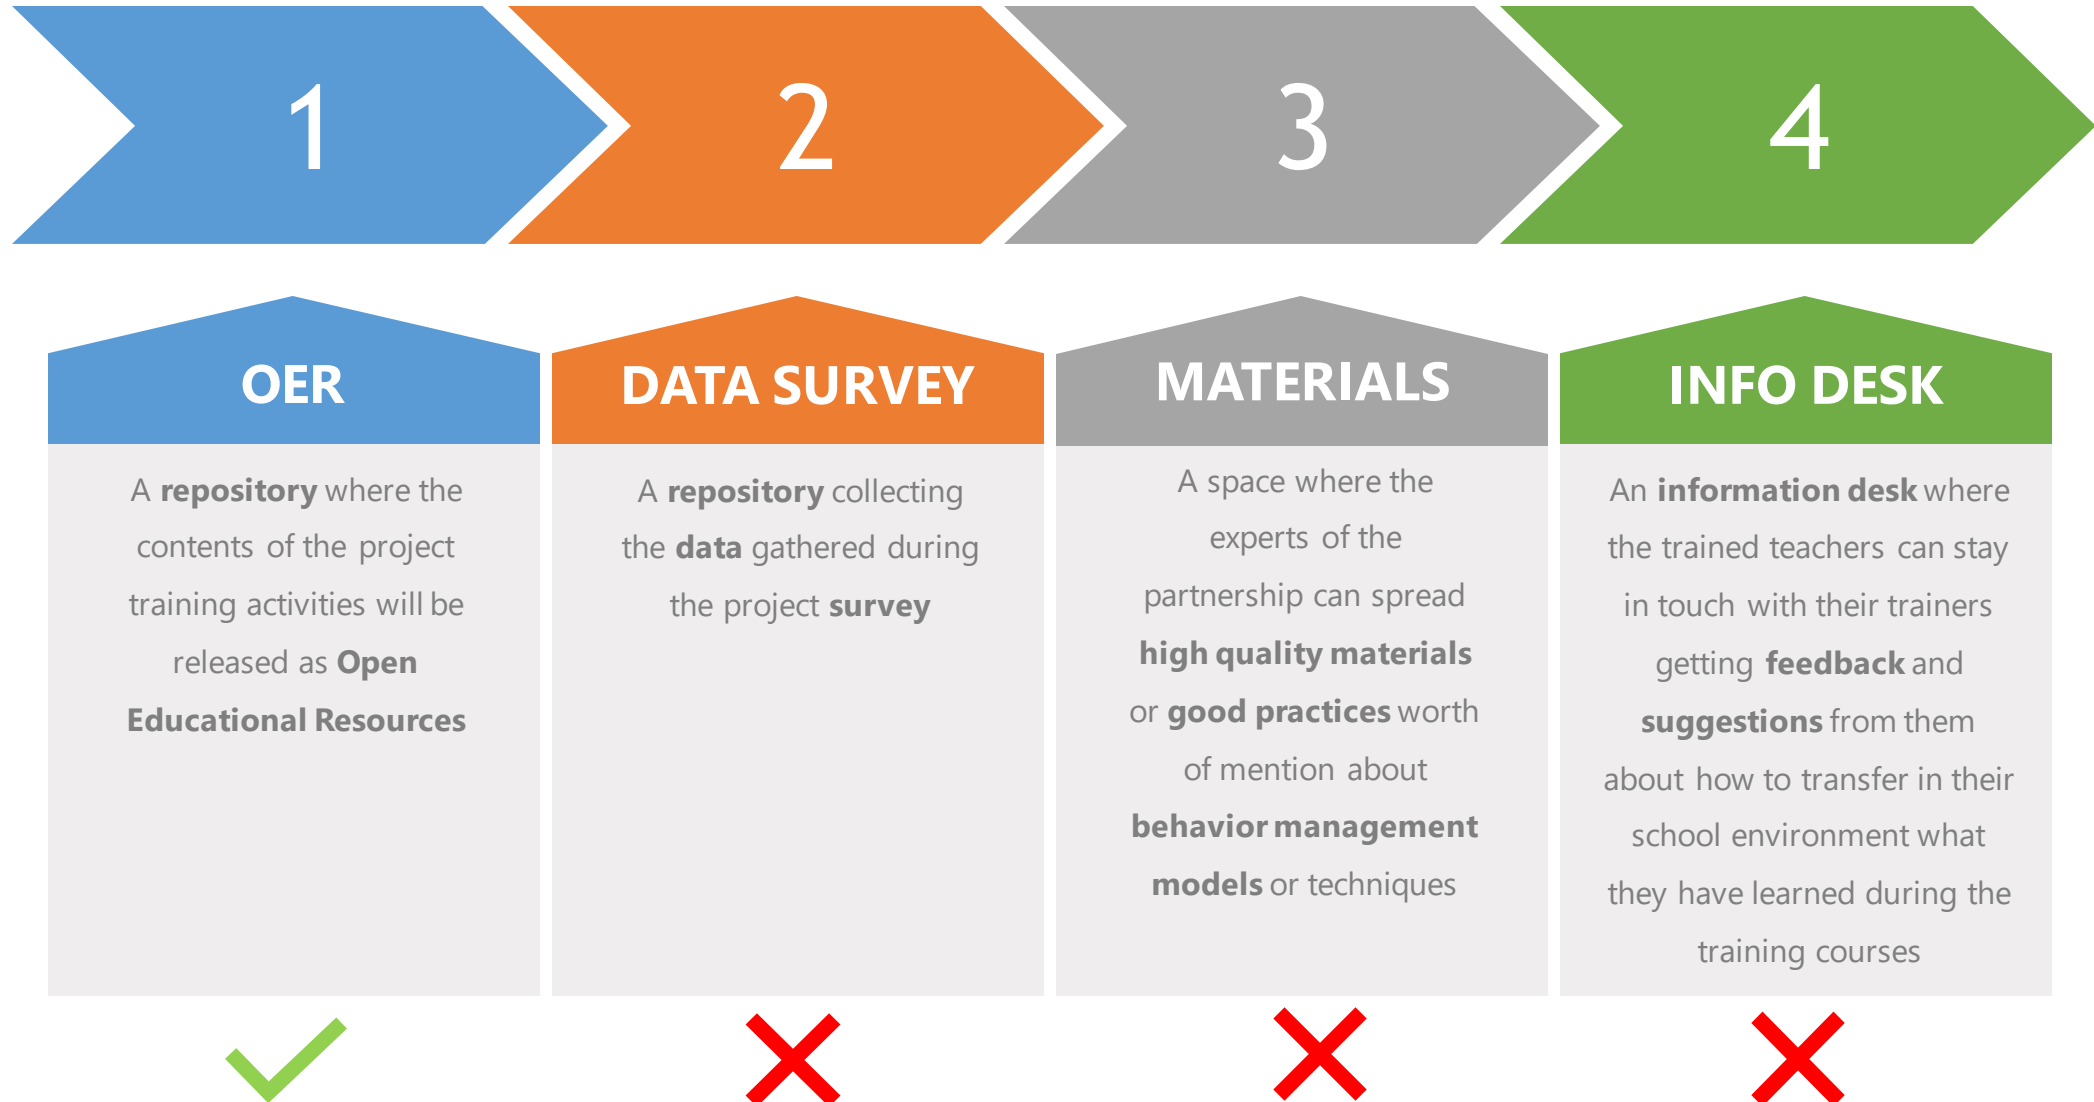 1
2
3
4
OER
A repository where the
contents of the project
training activities will be
released as Open
Educational Resources
DATA SURVEY
A repository collecting
the data gathered during
the project survey
MATERIALS
A space where the
experts of the
partnership can spread
high quality materials
or good practices worth
of mention about
behavior management
models or techniques
INFO DESK
An information desk where
the trained teachers can stay
in touch with their trainers
getting feedback and
suggestions from them
about how to transfer in their
school environment what
they have learned during the
training courses